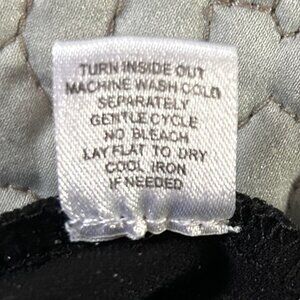 TURN INSIDE OUT
MACHINE WASH COLD
SEPARATELY
GENTLE CYCLE
NO BLEACH
LAY FLAT TO DRY
COOL IRON
IF NEEDED